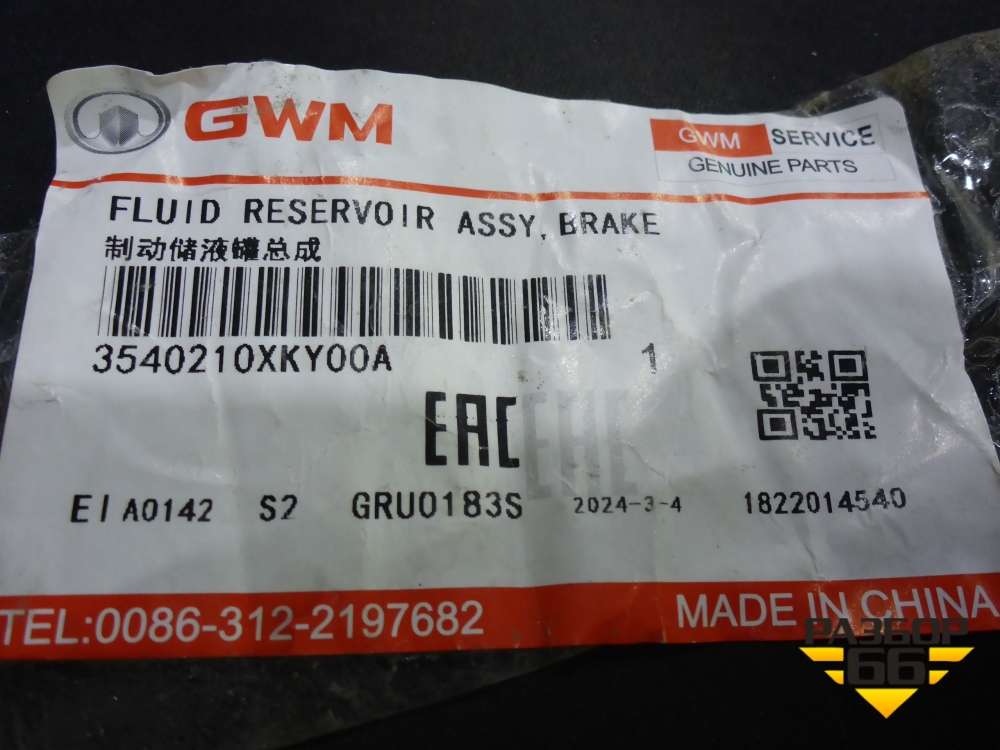 GWM
GWM SERVICE
GENUINE PARTS
FLUID RESERVOIR ASSY, BRAKE
制动储液罐总成
3540210XKY00A 1
EAC EAC
EI A0142 S2 GRU0183S 2024-3-4 1822014540
TEL:0086-312-2197682 MADE IN CHINA
РАЗБОР
66